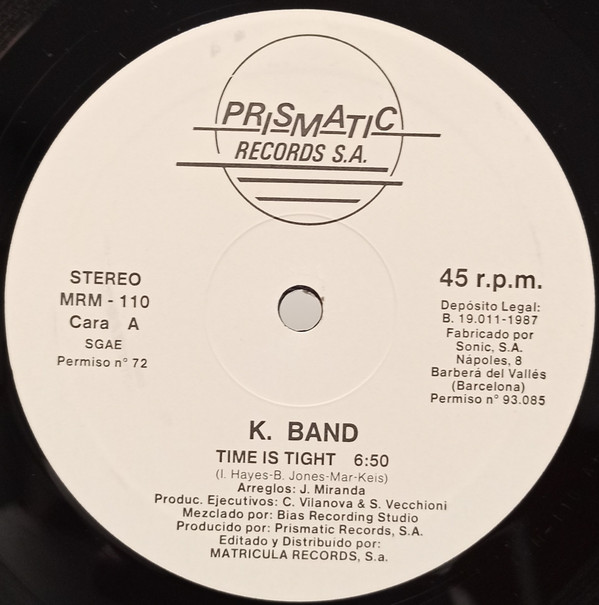 PRISMATIC
RECORDS S.A.
STEREO
MRM - 110
Cara A
SGAE
Permiso n° 72
45 r.p.m.
Depósito Legal:
B. 19.011-1987
Fabricado por
Sonic, S.A.
Nápoles, 8
Barberá del Vallés
(Barcelona)
Permiso n° 93.085
K. BAND
TIME IS TIGHT 6:50
(I. Hayes-B. Jones-Mar-Keis)
Arreglos: J. Miranda
Produc. Ejecutivos: C. Vilanova & S. Vecchioni
Mezclado por: Bias Recording Studio
Producido por: Prismatic Records, S.A.
Editado y Distribuido por:
MATRICULA RECORDS, S.a.